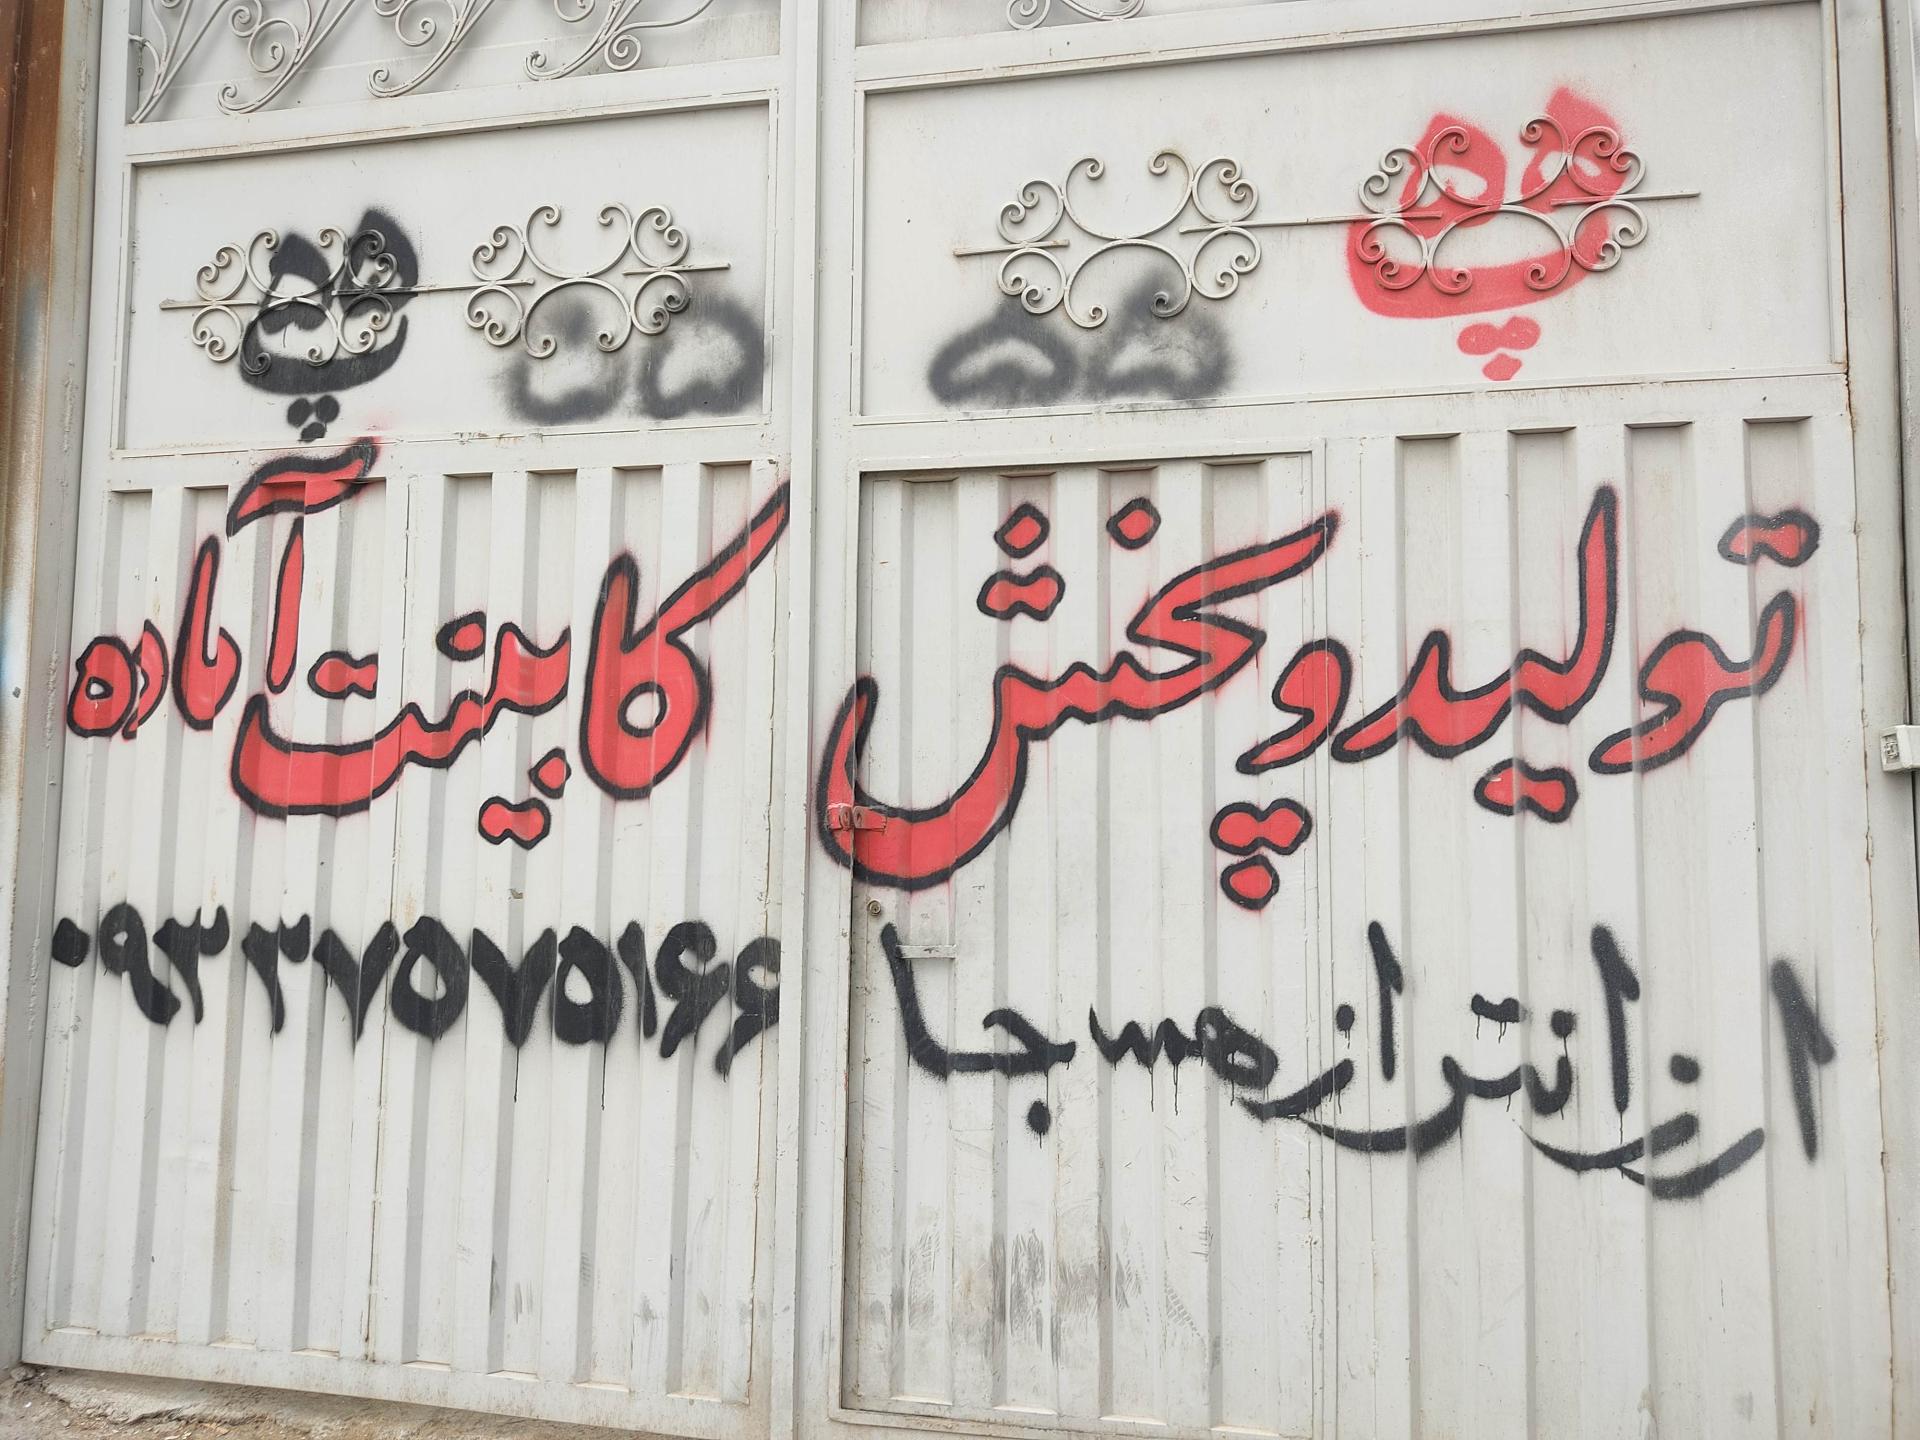 تولید و پخش کابینت آماده
ارزانتر از همه جا ۰۹۳۳۷۵۷۵۱۶۶